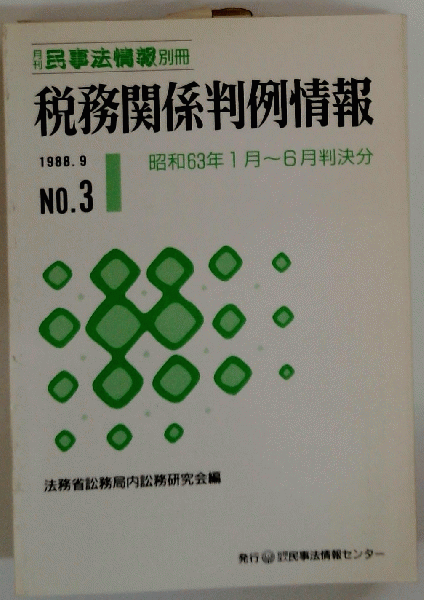 月刊民事法情報別冊
税務関係判例情報
1988.9
昭和63年1月～6月判決分
NO.3
法務省訟務局内訟務研究会編
発行 民事法情報センター